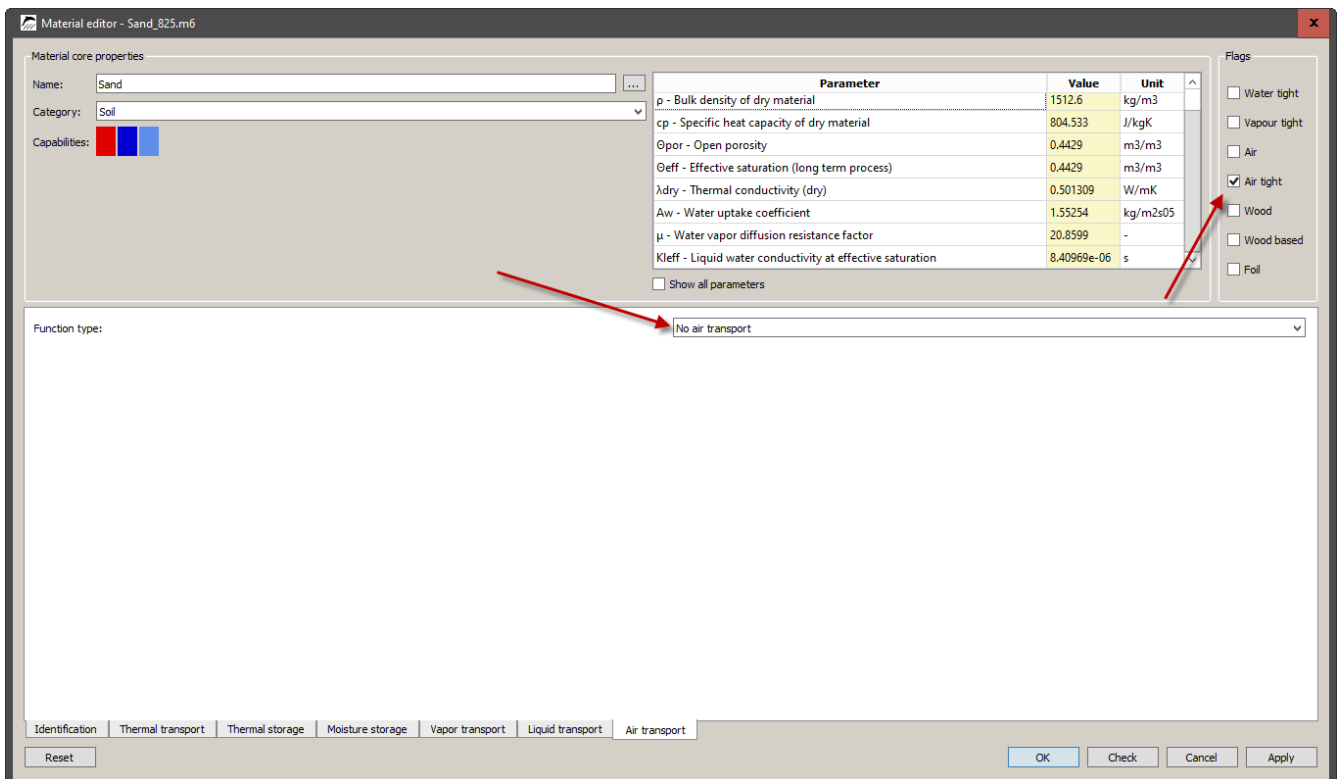 Material editor - Sand_825.m6
x
Material core properties
Name: Sand ...
Category: Soil
Capabilities:
Parameter Value Unit
ρ - Bulk density of dry material 1512.6 kg/m3
cp - Specific heat capacity of dry material 804.533 J/kgK
Θpor - Open porosity 0.4429 m3/m3
Θeff - Effective saturation (long term process) 0.4429 m3/m3
λdry - Thermal conductivity (dry) 0.501309 W/mK
Aw - Water uptake coefficient 1.55254 kg/m2s05
μ - Water vapor diffusion resistance factor 20.8599 -
Kleff - Liquid water conductivity at effective saturation 8.40969e-06 s
Show all parameters
Flags
Water tight
Vapour tight
Air
Air tight
Wood
Wood based
Foil
Function type: No air transport
Identification Thermal transport Thermal storage Moisture storage Vapor transport Liquid transport Air transport
Reset OK Check Cancel Apply